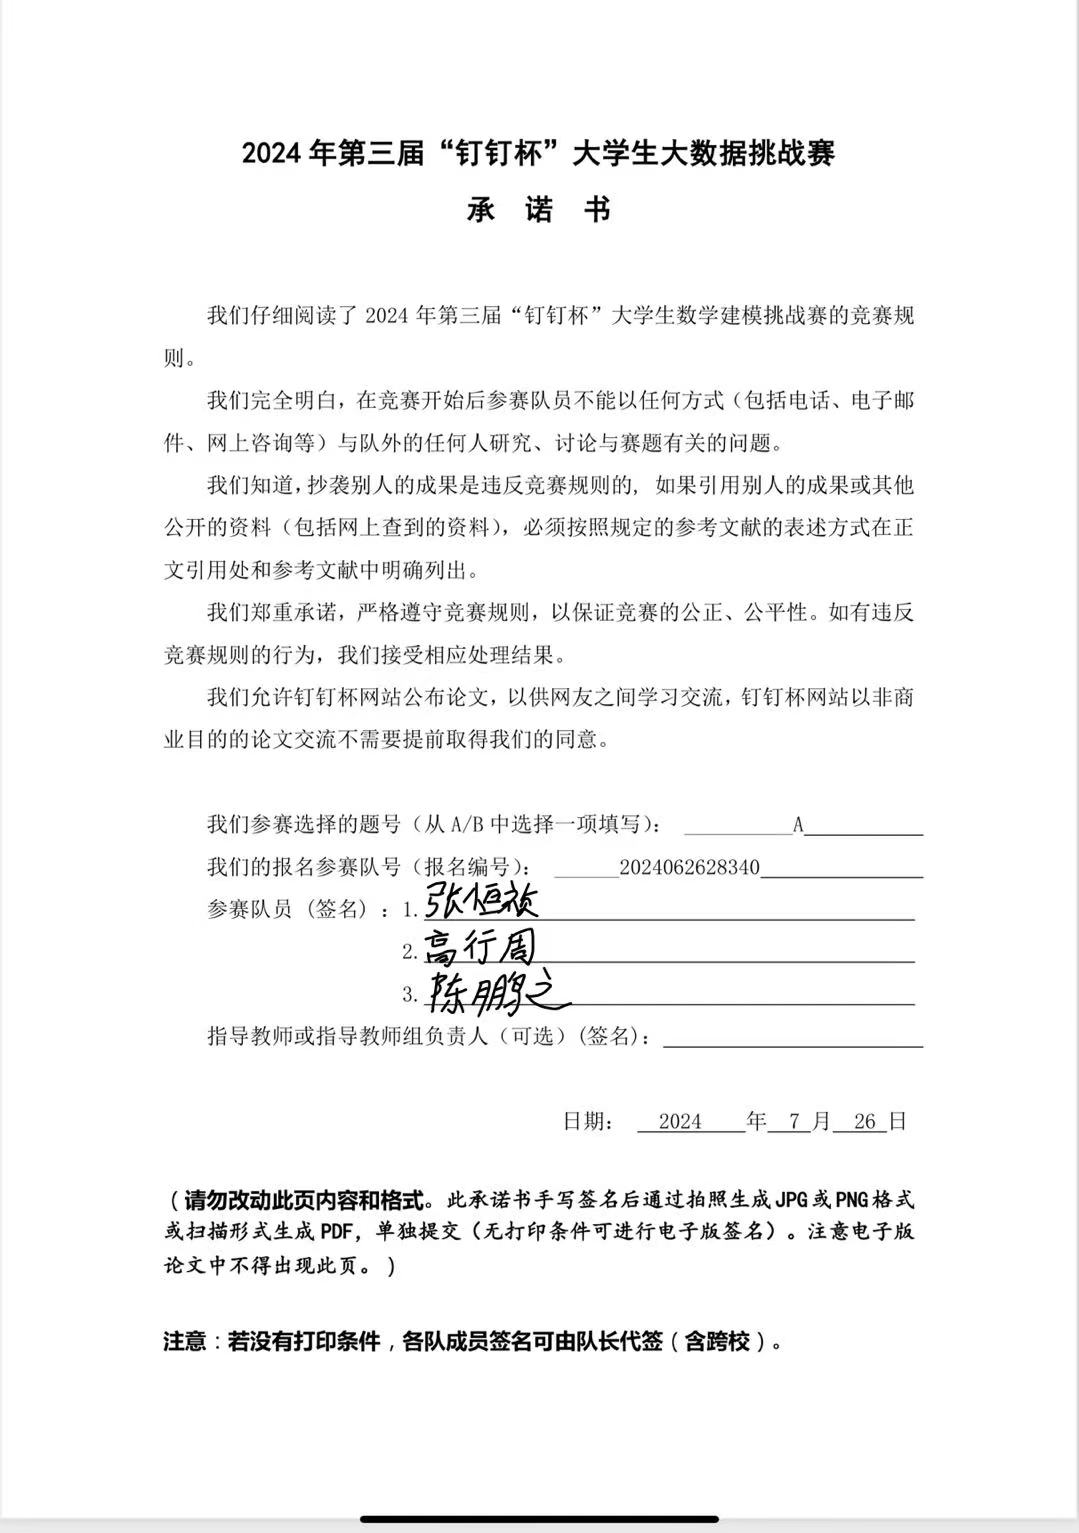 2024 年第三届“钉钉杯”大学生大数据挑战赛
承 诺 书
我们仔细阅读了 2024 年第三届“钉钉杯”大学生数学建模挑战赛的竞赛规
则。
我们完全明白，在竞赛开始后参赛队员不能以任何方式（包括电话、电子邮
件、网上咨询等）与队外的任何人研究、讨论与赛题有关的问题。
我们知道，抄袭别人的成果是违反竞赛规则的, 如果引用别人的成果或其他
公开的资料（包括网上查到的资料），必须按照规定的参考文献的表述方式在正
文引用处和参考文献中明确列出。
我们郑重承诺，严格遵守竞赛规则，以保证竞赛的公正、公平性。如有违反
竞赛规则的行为，我们接受相应处理结果。
我们允许钉钉杯网站公布论文，以供网友之间学习交流，钉钉杯网站以非商
业目的的论文交流不需要提前取得我们的同意。
我们参赛选择的题号（从 A/B 中选择一项填写）： A
我们的报名参赛队号（报名编号）： 2024062628340
参赛队员 (签名) ：1. 张恒祯
2. 高行周
3. 陈鹏之
指导教师或指导教师组负责人（可选）(签名)：
日期： 2024 年 7 月 26 日
（请勿改动此页内容和格式。此承诺书手写签名后通过拍照生成 JPG 或 PNG 格式
或扫描形式生成 PDF，单独提交（无打印条件可进行电子版签名）。注意电子版
论文中不得出现此页。）
注意：若没有打印条件，各队成员签名可由队长代签（含跨校）。